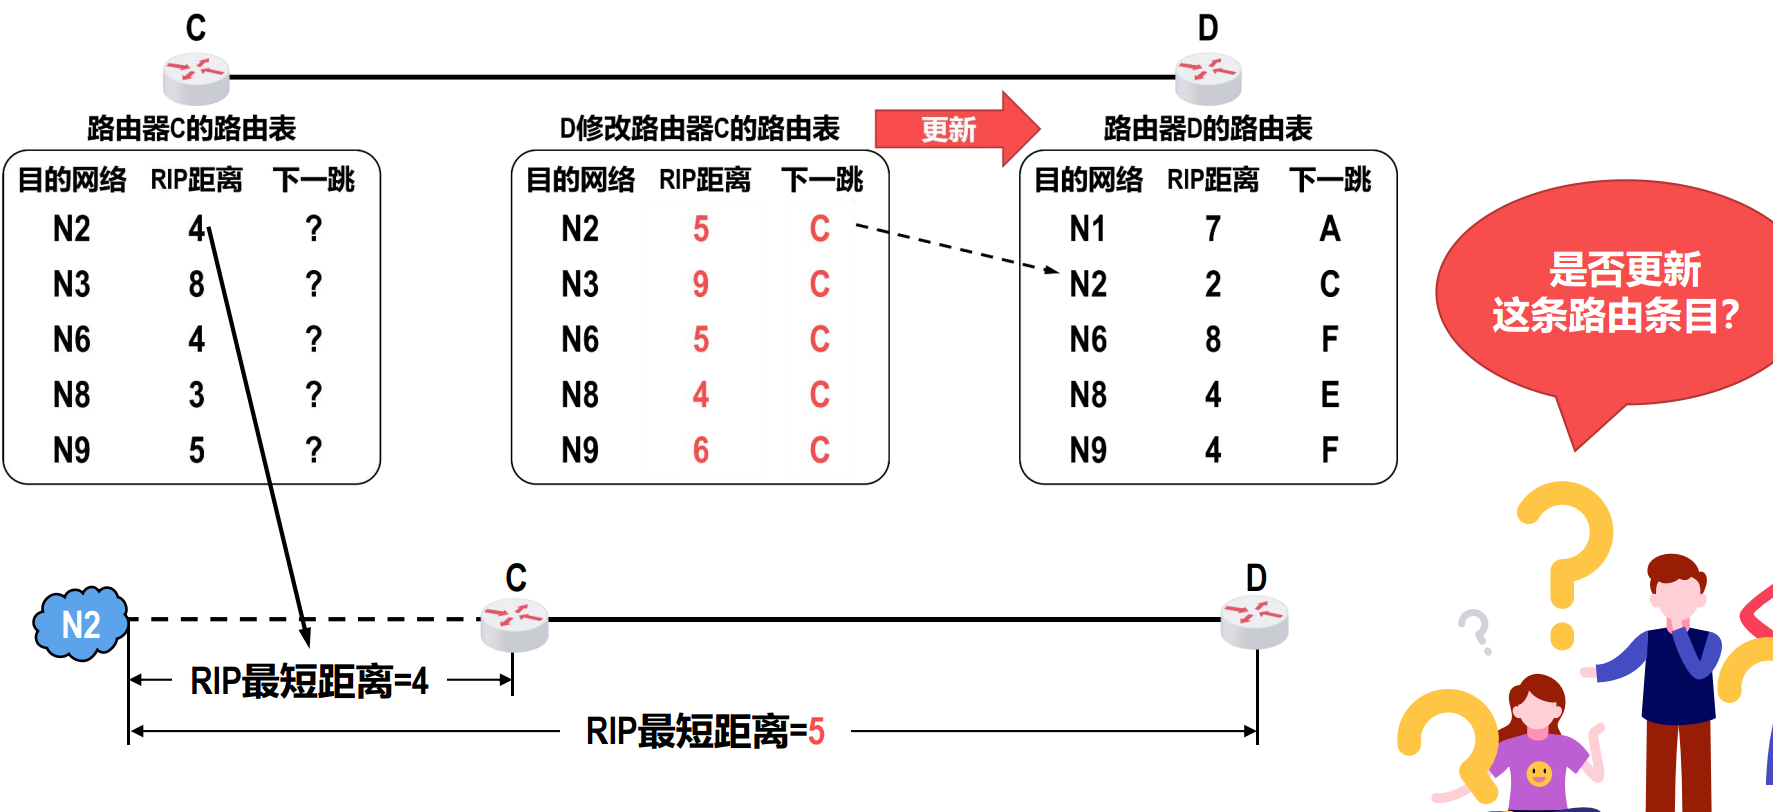 C
D
路由器C的路由表
D修改路由器C的路由表
更新
路由器D的路由表
目的网络 RIP距离 下一跳
N2 4 ?
N3 8 ?
N6 4 ?
N8 3 ?
N9 5 ?
目的网络 RIP距离 下一跳
N2 5 C
N3 9 C
N6 5 C
N8 4 C
N9 6 C
目的网络 RIP距离 下一跳
N1 7 A
N2 2 C
N6 8 F
N8 4 E
N9 4 F
是否更新
这条路由条目?
C
D
N2
RIP最短距离=4
RIP最短距离=5